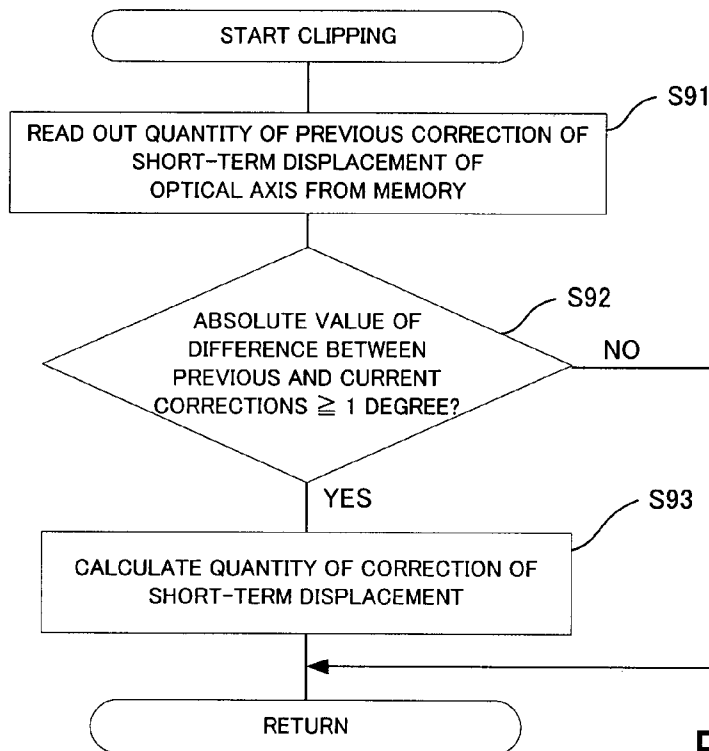 START CLIPPING
S91
READ OUT QUANTITY OF PREVIOUS CORRECTION OF
SHORT-TERM DISPLACEMENT OF
OPTICAL AXIS FROM MEMORY
S92
ABSOLUTE VALUE OF
DIFFERENCE BETWEEN
PREVIOUS AND CURRENT
CORRECTIONS ≧ 1 DEGREE?
NO
YES
S93
CALCULATE QUANTITY OF CORRECTION OF
SHORT-TERM DISPLACEMENT
RETURN